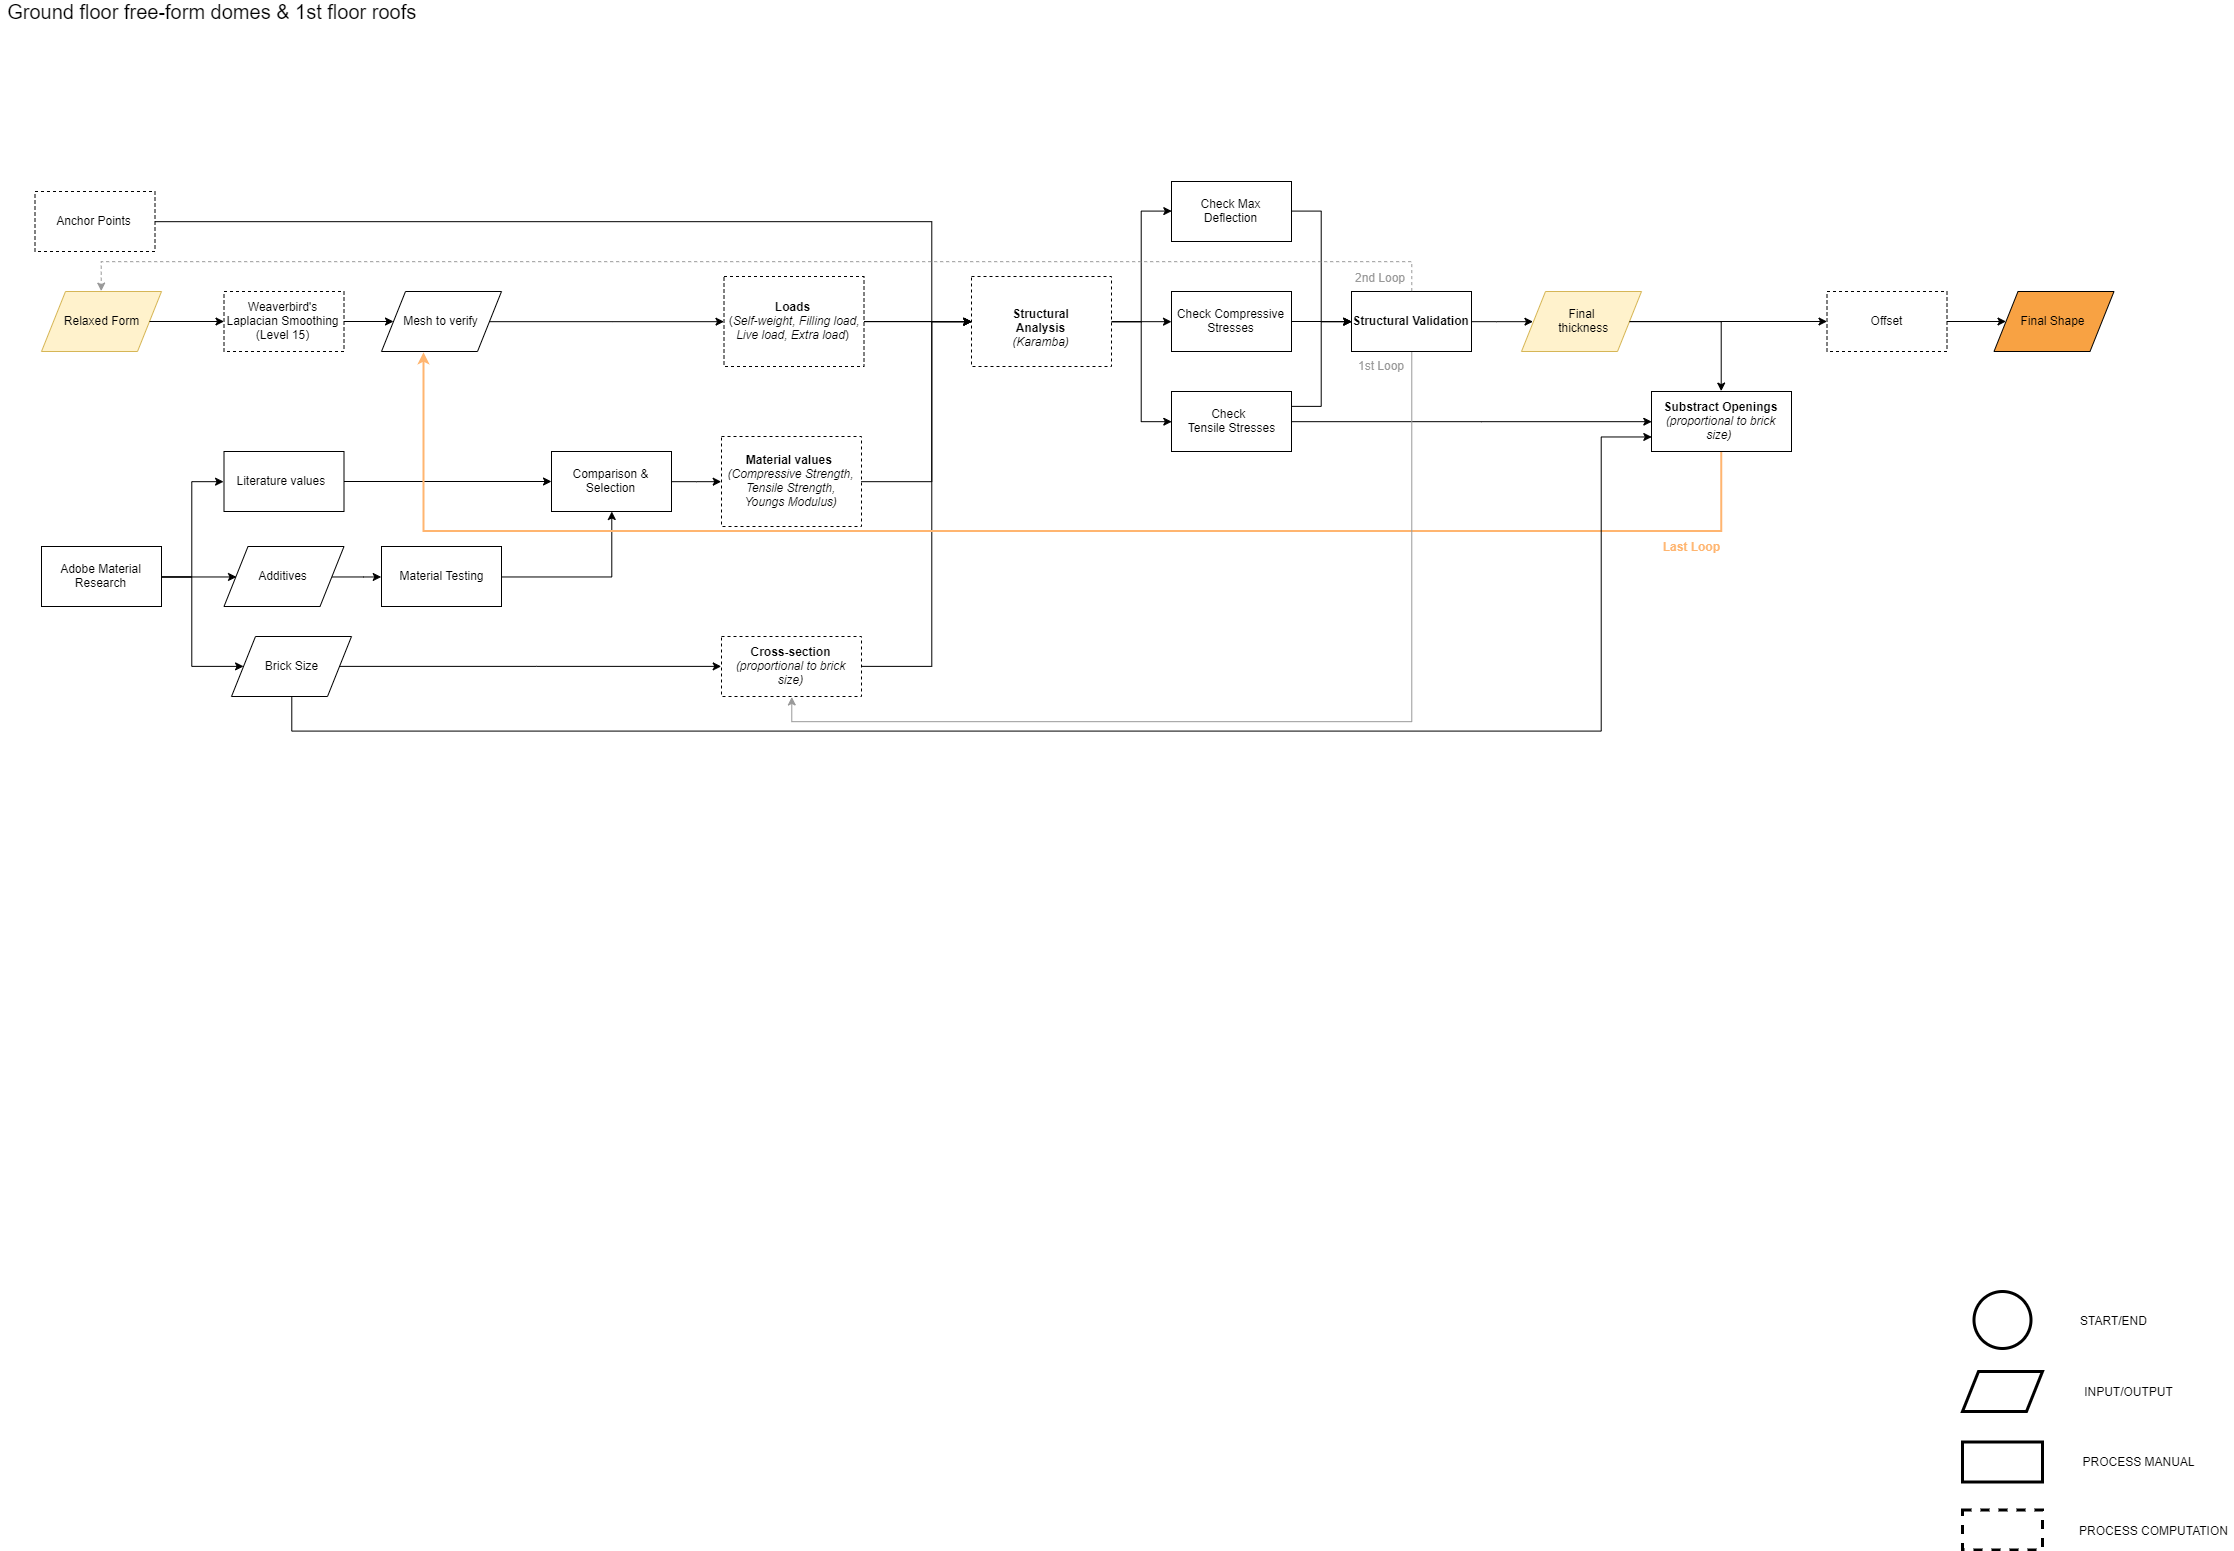 Ground floor free-form domes & 1st floor roofs
Anchor Points
Check Max
Deflection
2nd Loop
Relaxed Form
Weaverbird's
Laplacian Smoothing
(Level 15)
Mesh to verify
Loads
(Self-weight, Filling load,
Live load, Extra load)
Structural
Analysis
(Karamba)
Check Compressive
Stresses
Structural Validation
Final
thickness
Offset
Final Shape
1st Loop
Check
Tensile Stresses
Substract Openings
(proportional to brick
size)
Literature values
Comparison &
Selection
Material values
(Compressive Strength,
Tensile Strength,
Youngs Modulus)
Last Loop
Adobe Material
Research
Additives
Material Testing
Brick Size
Cross-section
(proportional to brick
size)
START/END
INPUT/OUTPUT
PROCESS MANUAL
PROCESS COMPUTATION